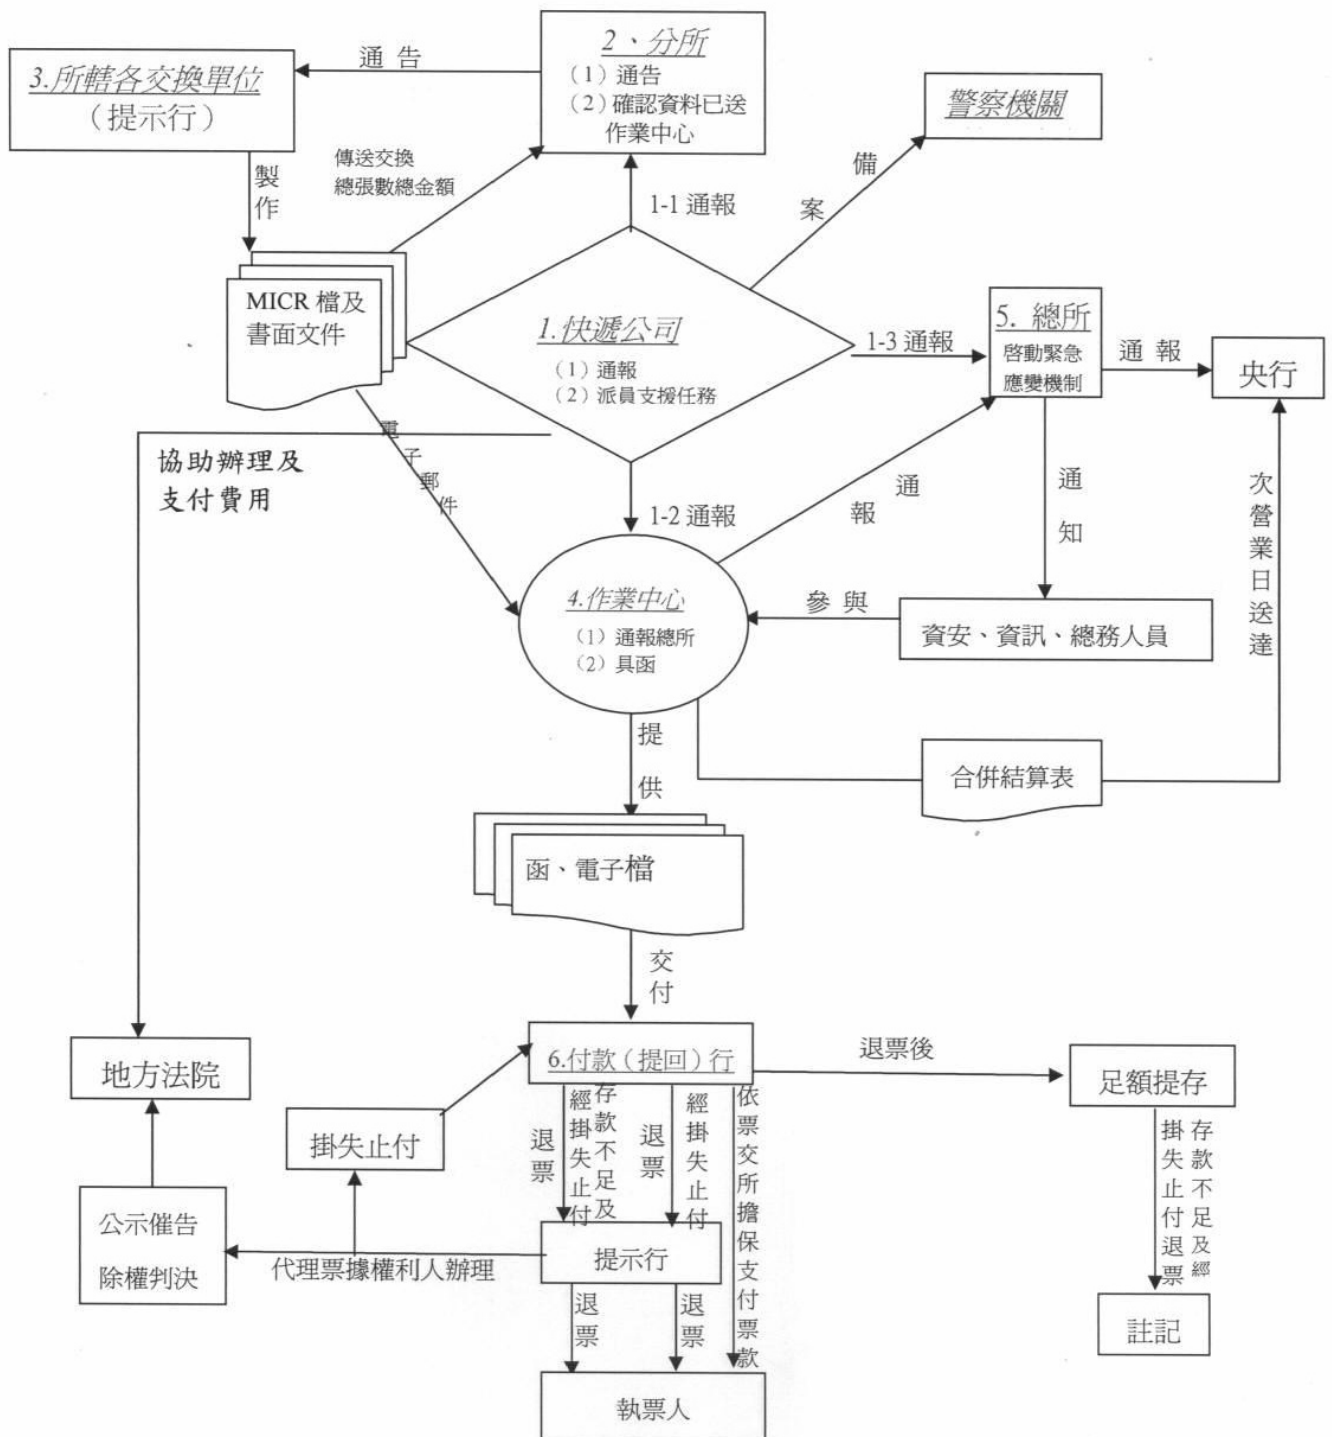 2、分所
(1)通告
(2)確認資料已送
作業中心
通 告
3.所轄各交換單位
(提示行)
警察機關
備
案
製作
傳送交換
總張數總金額
1-1 通報
MICR 檔及
書面文件
1.快遞公司
(1)通報
(2)派員支援任務
1-3 通報
5. 總所
啓動緊急
應變機制
通 報
央行
電子郵件
協助辦理及
支付費用
1-2 通報
通報
通知
次營業日送達
4.作業中心
(1)通報總所
(2)具函
參 與
資安、資訊、總務人員
提供
合併結算表
函、電子檔
交付
6.付款(提回)行
退票後
足額提存
地方法院
掛失止付
退票
存款不足及
經掛失止付
退票
經掛失止付
依票交所擔保支付票款
存款不足及經
掛失止付退票
公示催告
除權判決
代理票據權利人辦理
提示行
退票
退票
註記
執票人